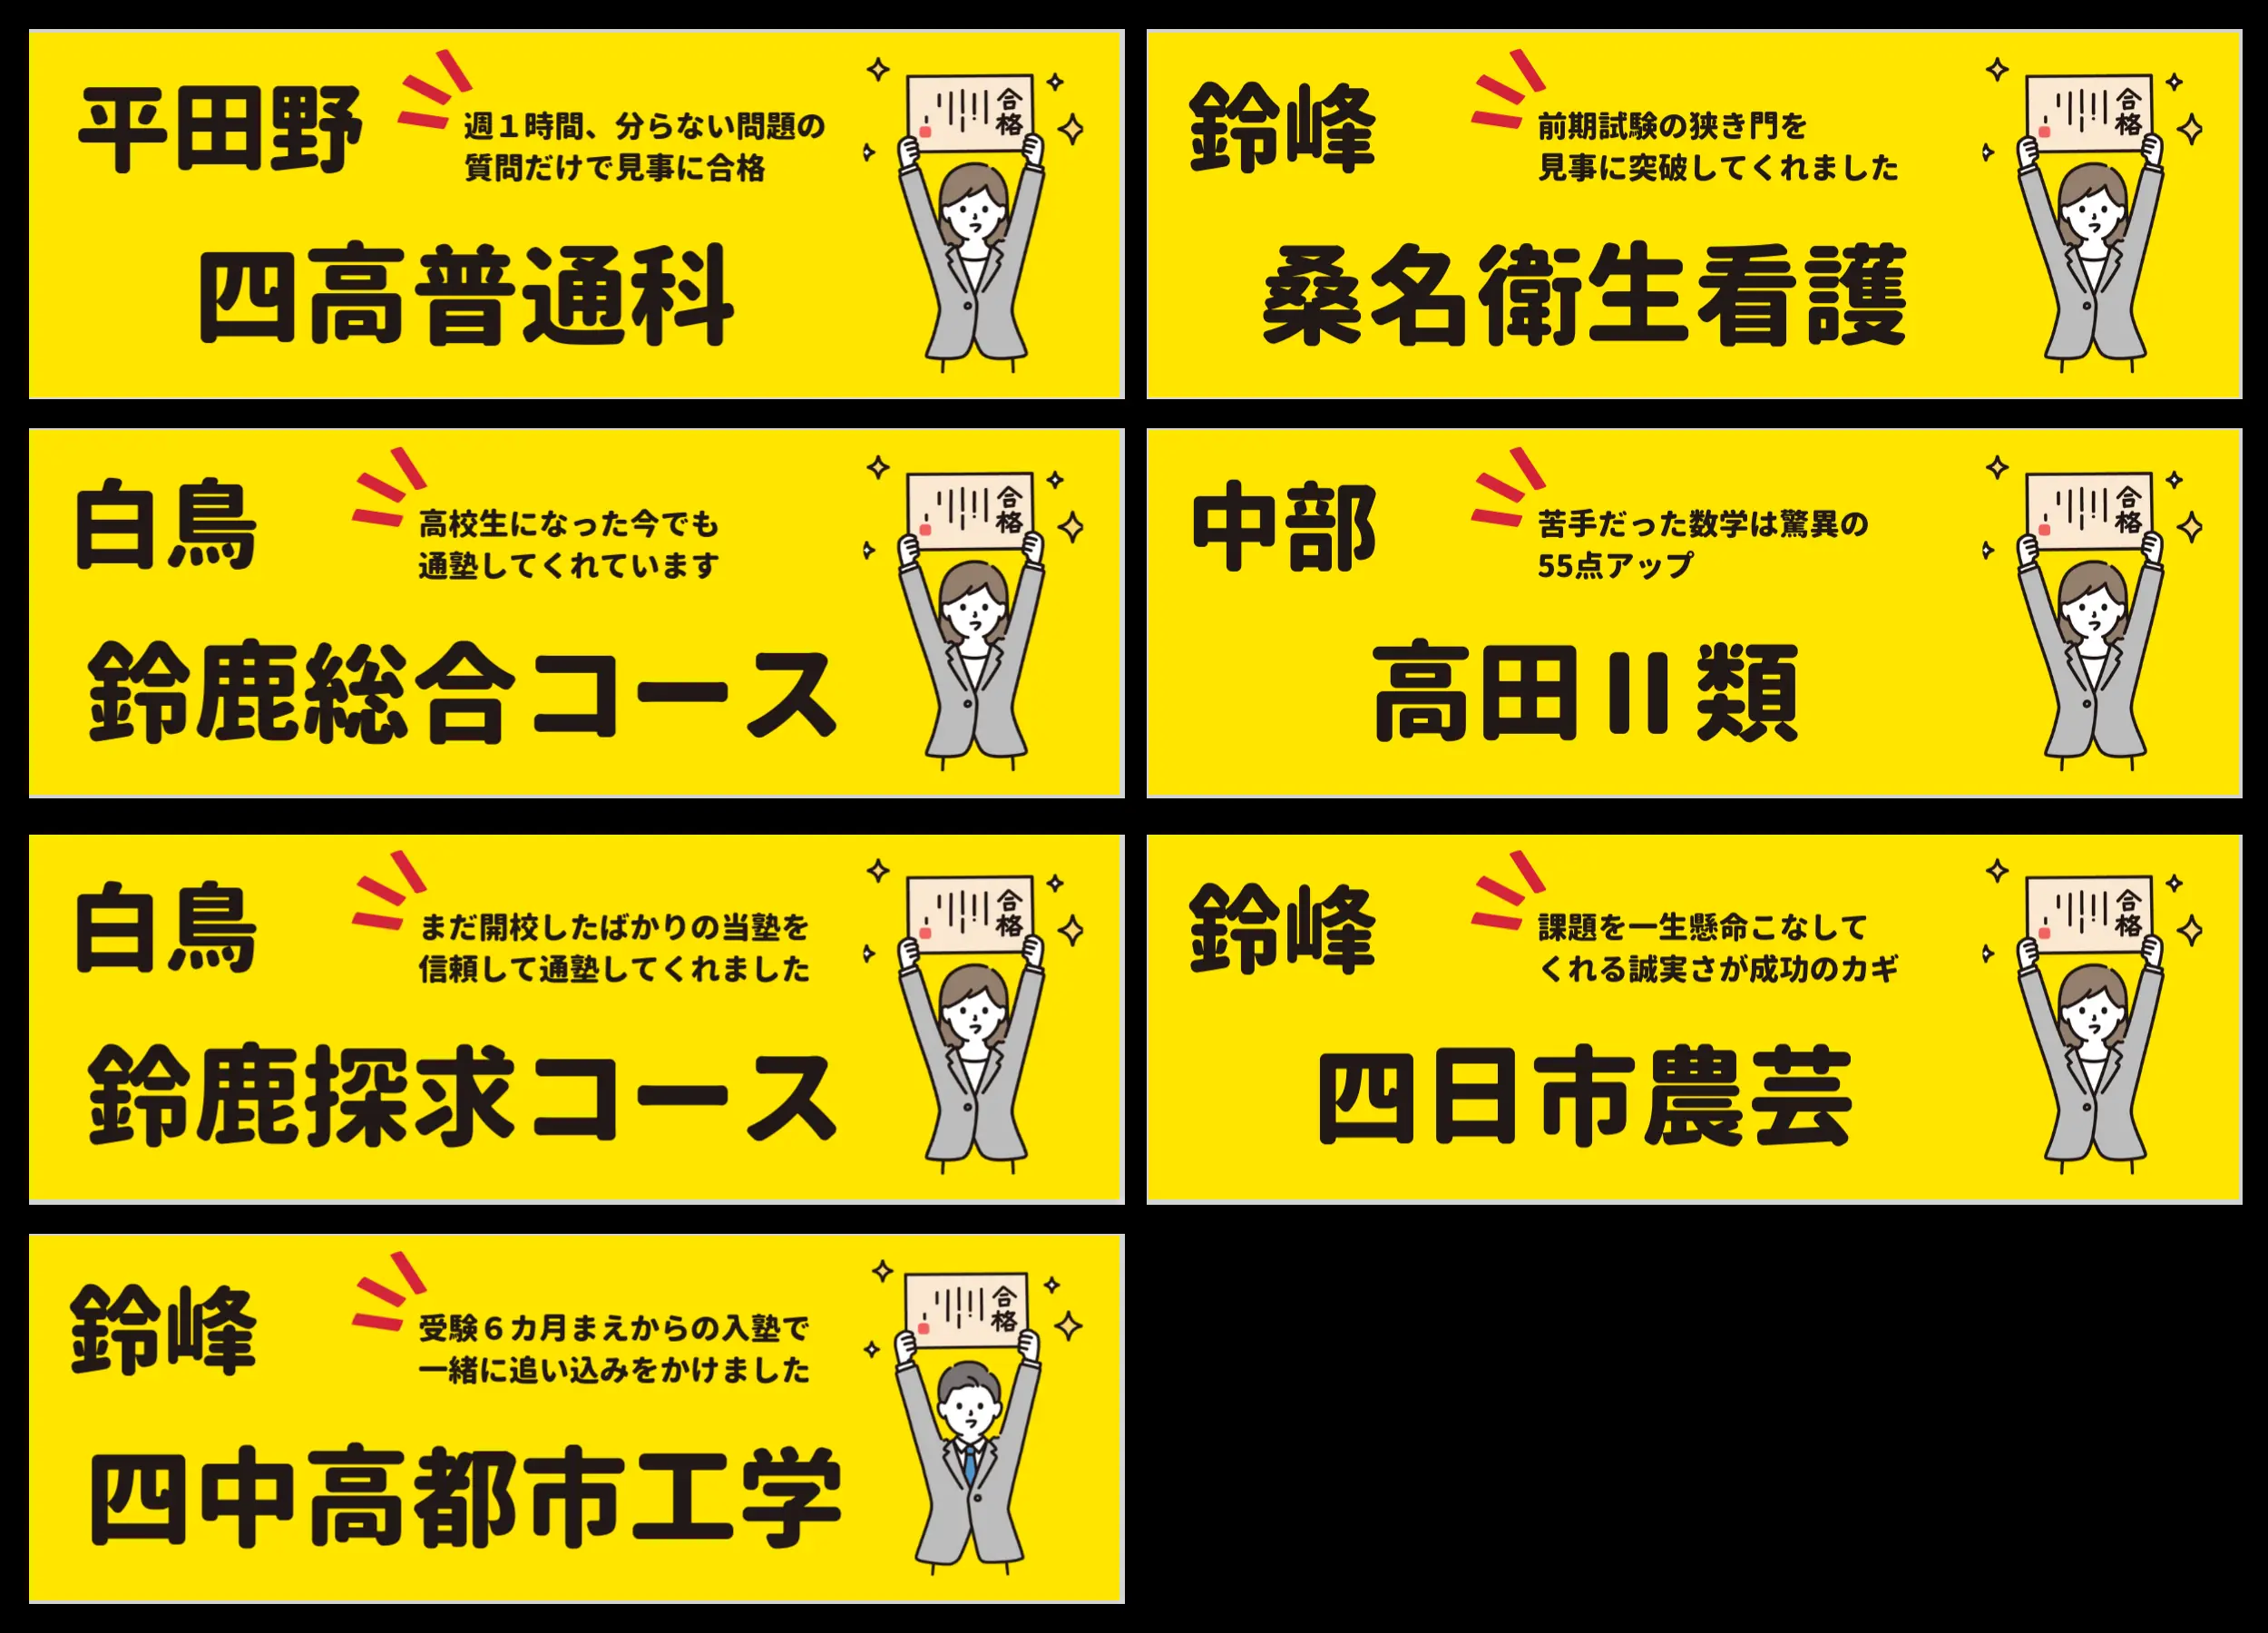 平田野
週１時間、分らない問題の
質問だけで見事に合格
四高普通科
合格
鈴峰
前期試験の狭き門を
見事に突破してくれました
桑名衛生看護
合格
白鳥
高校生になった今でも
通塾してくれています
鈴鹿総合コース
合格
中部
苦手だった数学は驚異の
55点アップ
高田Ⅱ類
合格
白鳥
まだ開校したばかりの当塾を
信頼して通塾してくれました
鈴鹿探求コース
合格
鈴峰
課題を一生懸命こなして
くれる誠実さが成功のカギ
四日市農芸
合格
鈴峰
受験６カ月まえからの入塾で
一緒に追い込みをかけました
四中高都市工学
合格